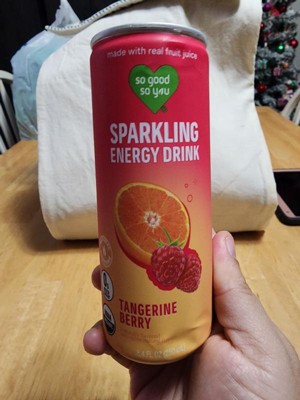 made with real fruit juice
so good
so you
SPARKLING
ENERGY DRINK
TANGERINE
BERRY